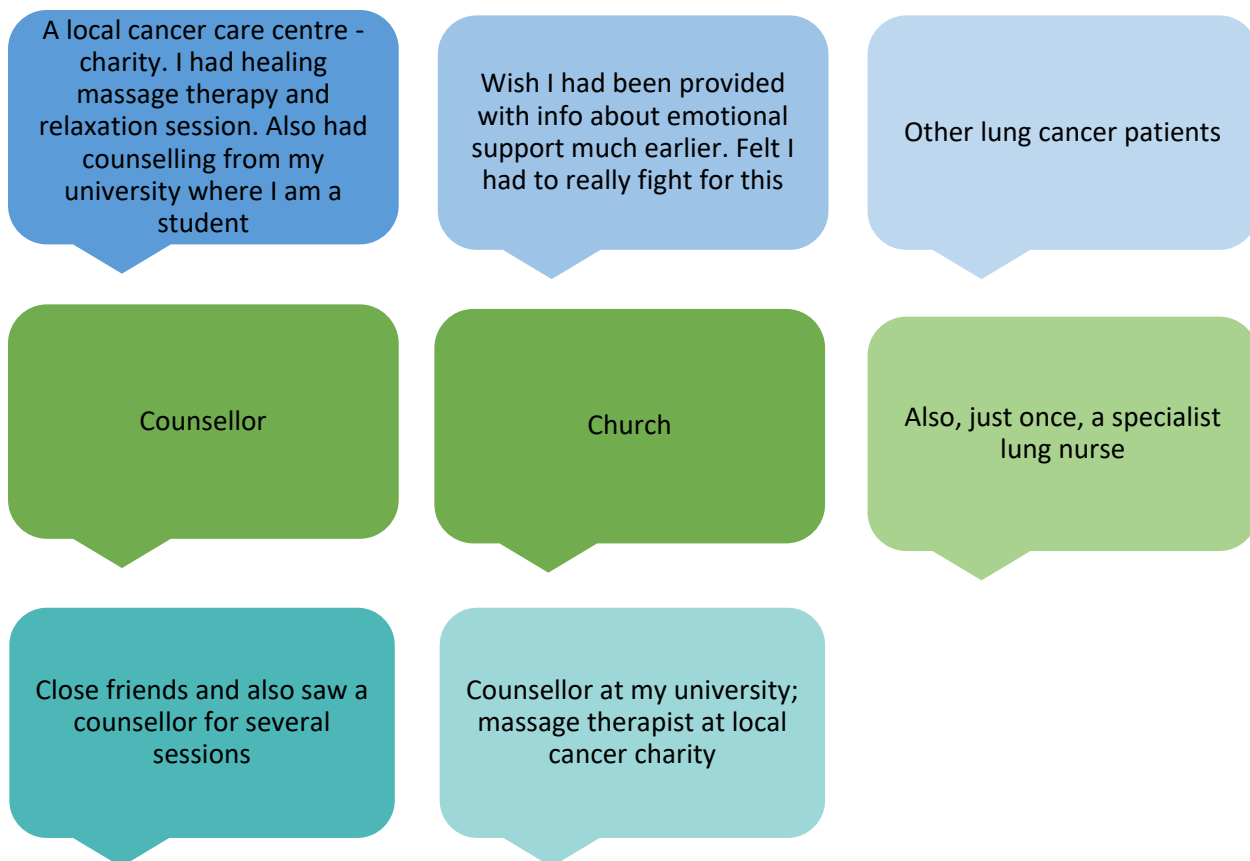 A local cancer care centre -
charity. I had healing
massage therapy and
relaxation session. Also had
counselling from my
university where I am a
student
Wish I had been provided
with info about emotional
support much earlier. Felt I
had to really fight for this
Other lung cancer patients
Counsellor
Church
Also, just once, a specialist
lung nurse
Close friends and also saw a
counsellor for several
sessions
Counsellor at my university;
massage therapist at local
cancer charity